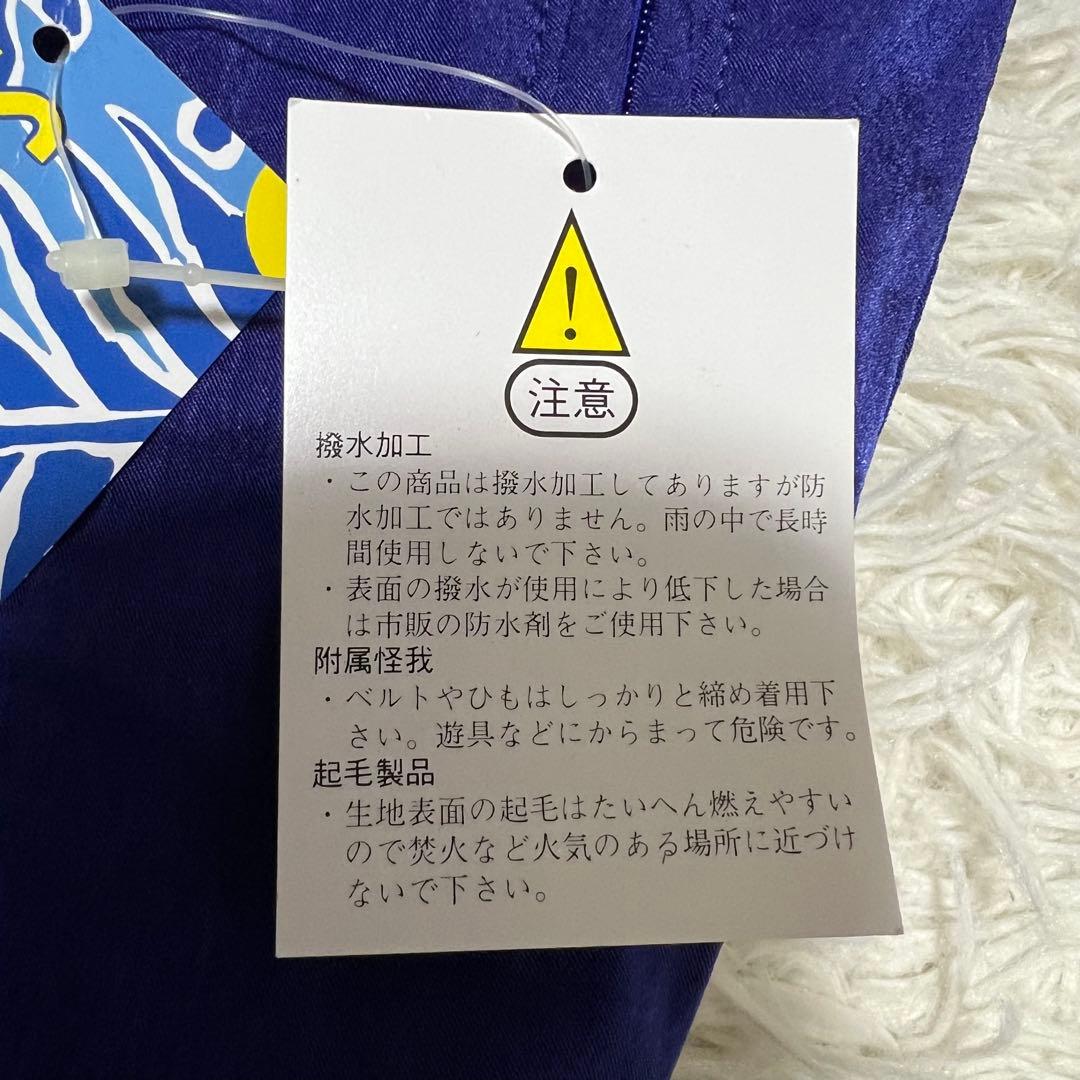 注意
撥水加工
・この商品は撥水加工してありますが防
水加工ではありません。雨の中で長時
間使用しないで下さい。
・表面の撥水が使用により低下した場合
は市販の防水剤をご使用下さい。
附属怪我
・ベルトやひもはしっかりと締め着用下
さい。遊具などにからまって危険です。
起毛製品
・生地表面の起毛はたいへん燃えやすい
ので焚火など火気のある場所に近づけ
ないで下さい。